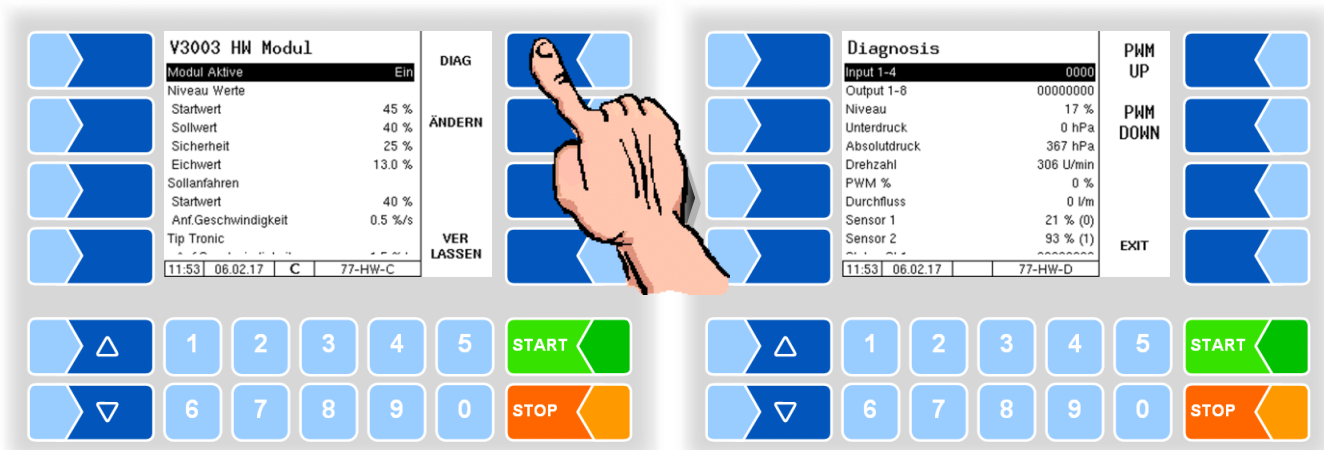 V3003 HW Modul
Modul Aktive Ein
Niveau Werte
Startwert 45 %
Sollwert 40 %
Sicherheit 25 %
Eichwert 13.0 %
Sollanfahren
Startwert 40 %
Anf.Geschwindigkeit 0.5 %/s
Tip Tronic
11:53 06.02.17 C 77-HW-C
DIAG
ÄNDERN
VER
LASSEN
1 2 3 4 5 START
6 7 8 9 0 STOP
Diagnosis
Input 1-4 0000
Output 1-8 00000000
Niveau 17 %
Unterdruck 0 hPa
Absolutdruck 367 hPa
Drehzahl 306 U/min
PWM % 0 %
Durchfluss 0 l/m
Sensor 1 21 % (0)
Sensor 2 93 % (1)
11:53 06.02.17 77-HW-D
PWM
UP
PWM
DOWN
EXIT
1 2 3 4 5 START
6 7 8 9 0 STOP